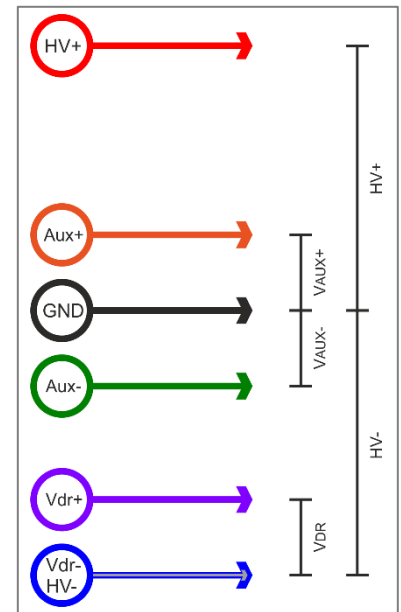 HV+
HV+
Aux+
VAUX+
GND
VAUX-
Aux-
HV-
Vdr+
VDR
Vdr-
HV-